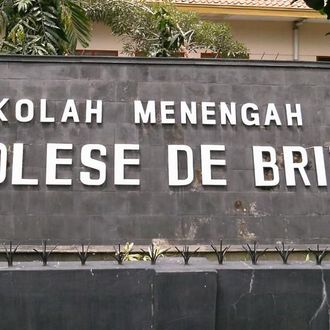 KOLAH MENENGAH
OLESE DE BRI